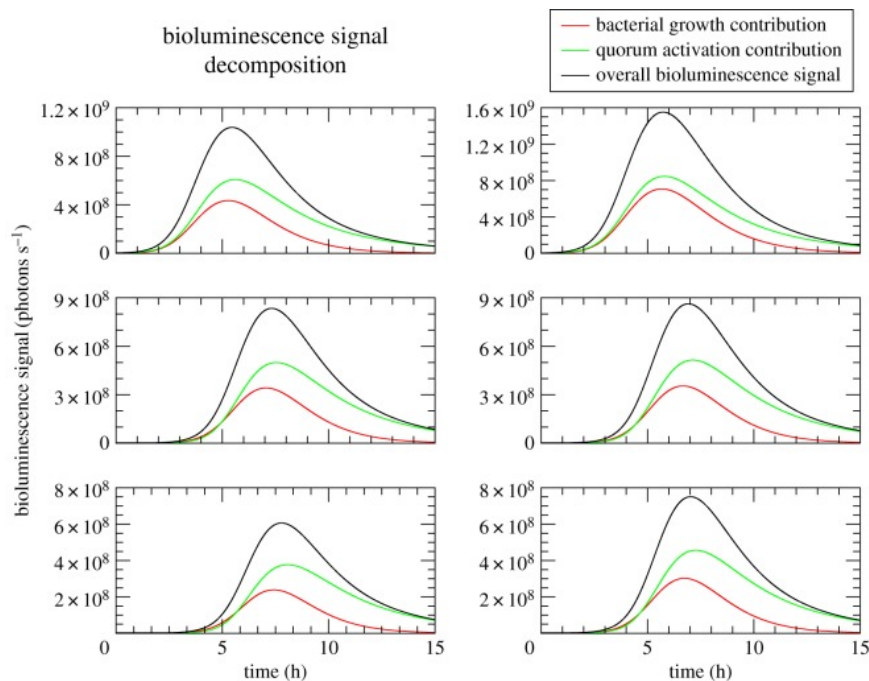 bioluminescence signal
decomposition
bacterial growth contribution
quorum activation contribution
overall bioluminescence signal
bioluminescence signal (photons s⁻¹)
1.2 × 10⁹
8 × 10⁸
4 × 10⁸
0
1.6 × 10⁹
1.2 × 10⁹
8 × 10⁸
4 × 10⁸
0
9 × 10⁸
6 × 10⁸
3 × 10⁸
0
9 × 10⁸
6 × 10⁸
3 × 10⁸
0
8 × 10⁸
6 × 10⁸
4 × 10⁸
2 × 10⁸
0 5 10 15
time (h)
8 × 10⁸
6 × 10⁸
4 × 10⁸
2 × 10⁸
0 5 10 15
time (h)